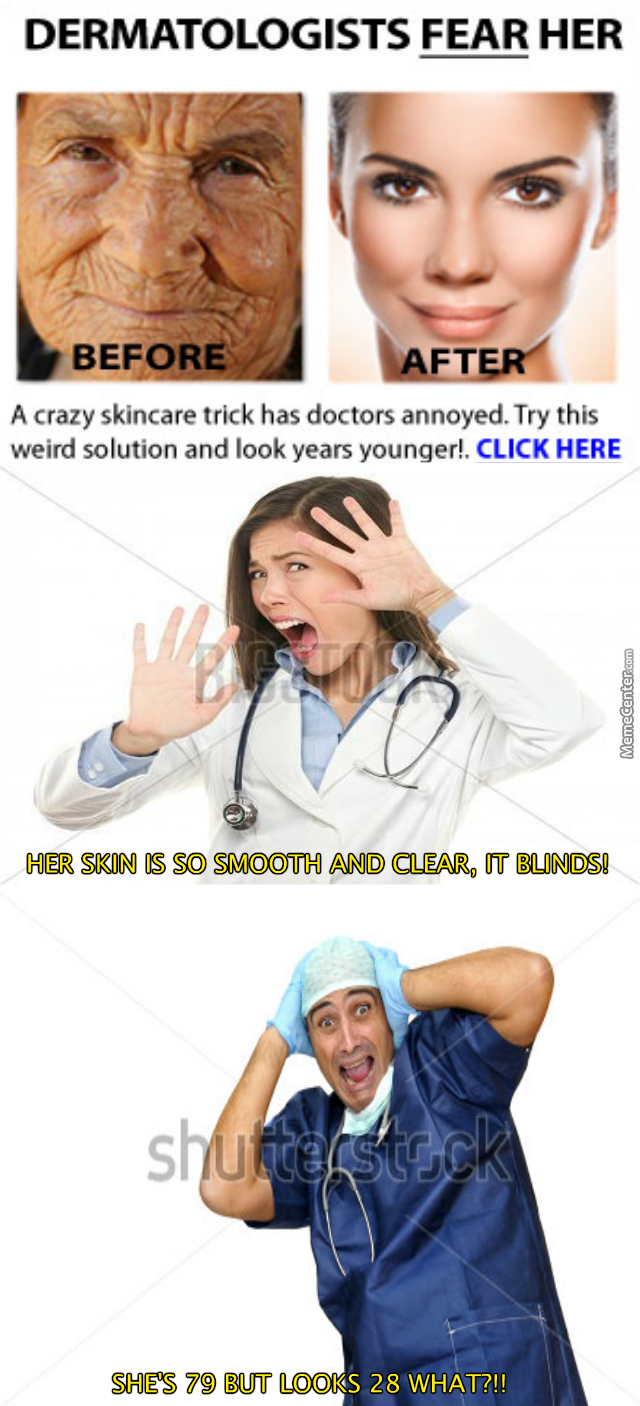 DERMATOLOGISTS FEAR HER
BEFORE
AFTER
A crazy skincare trick has doctors annoyed. Try this
weird solution and look years younger!. CLICK HERE
BIGSTOCK
MemeCenter.com
HER SKIN IS SO SMOOTH AND CLEAR, IT BLINDS!
shutterstock
SHE'S 79 BUT LOOKS 28 WHAT?!!